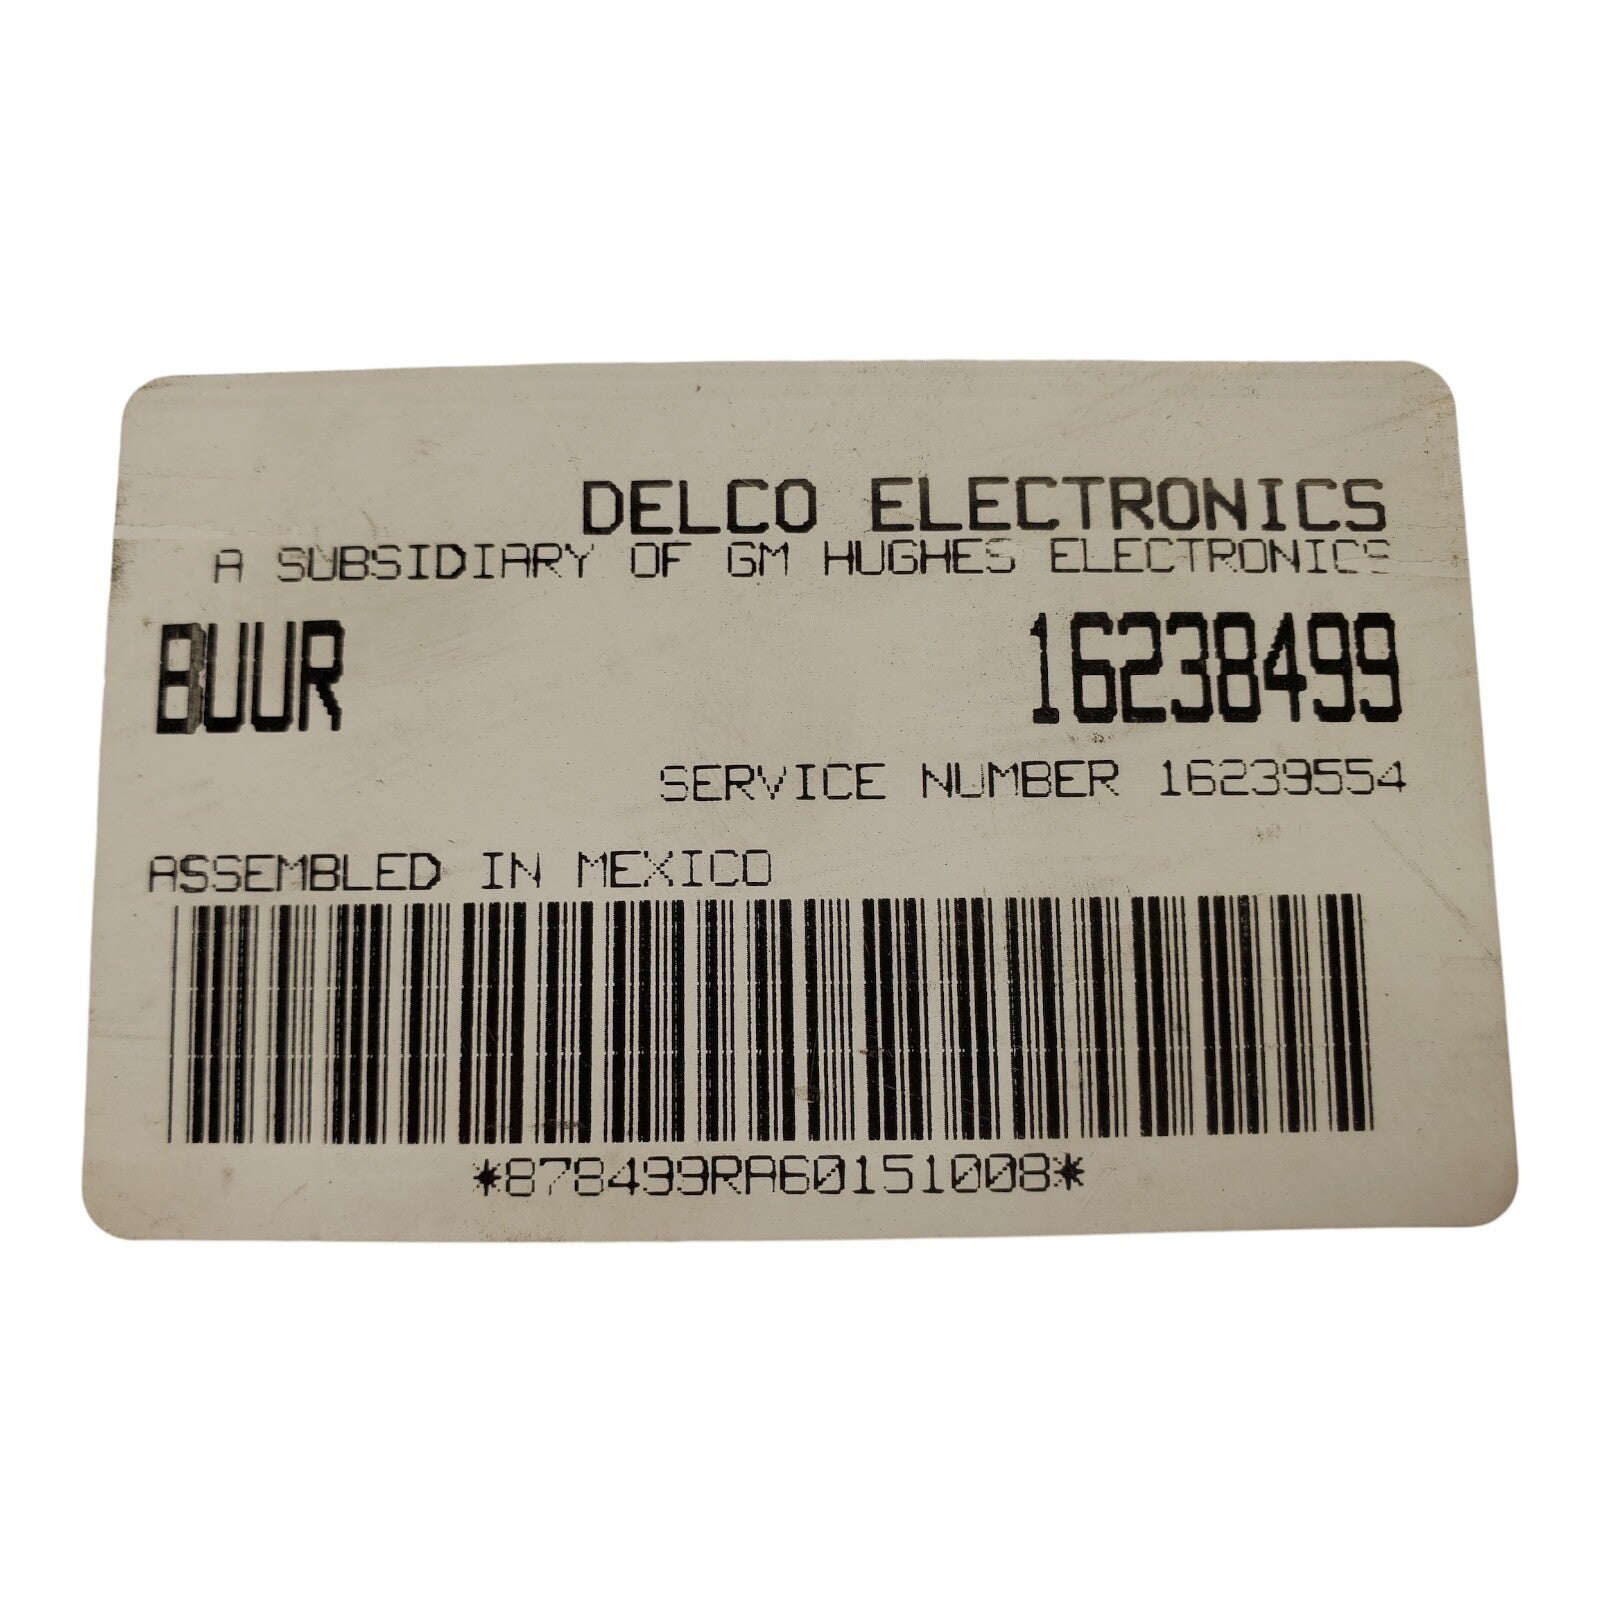 DELCO ELECTRONICS
A SUBSIDIARY OF GM HUGHES ELECTRONICS
BUUR 16238499
SERVICE NUMBER 16239554
ASSEMBLED IN MEXICO
*878499RA60151008*